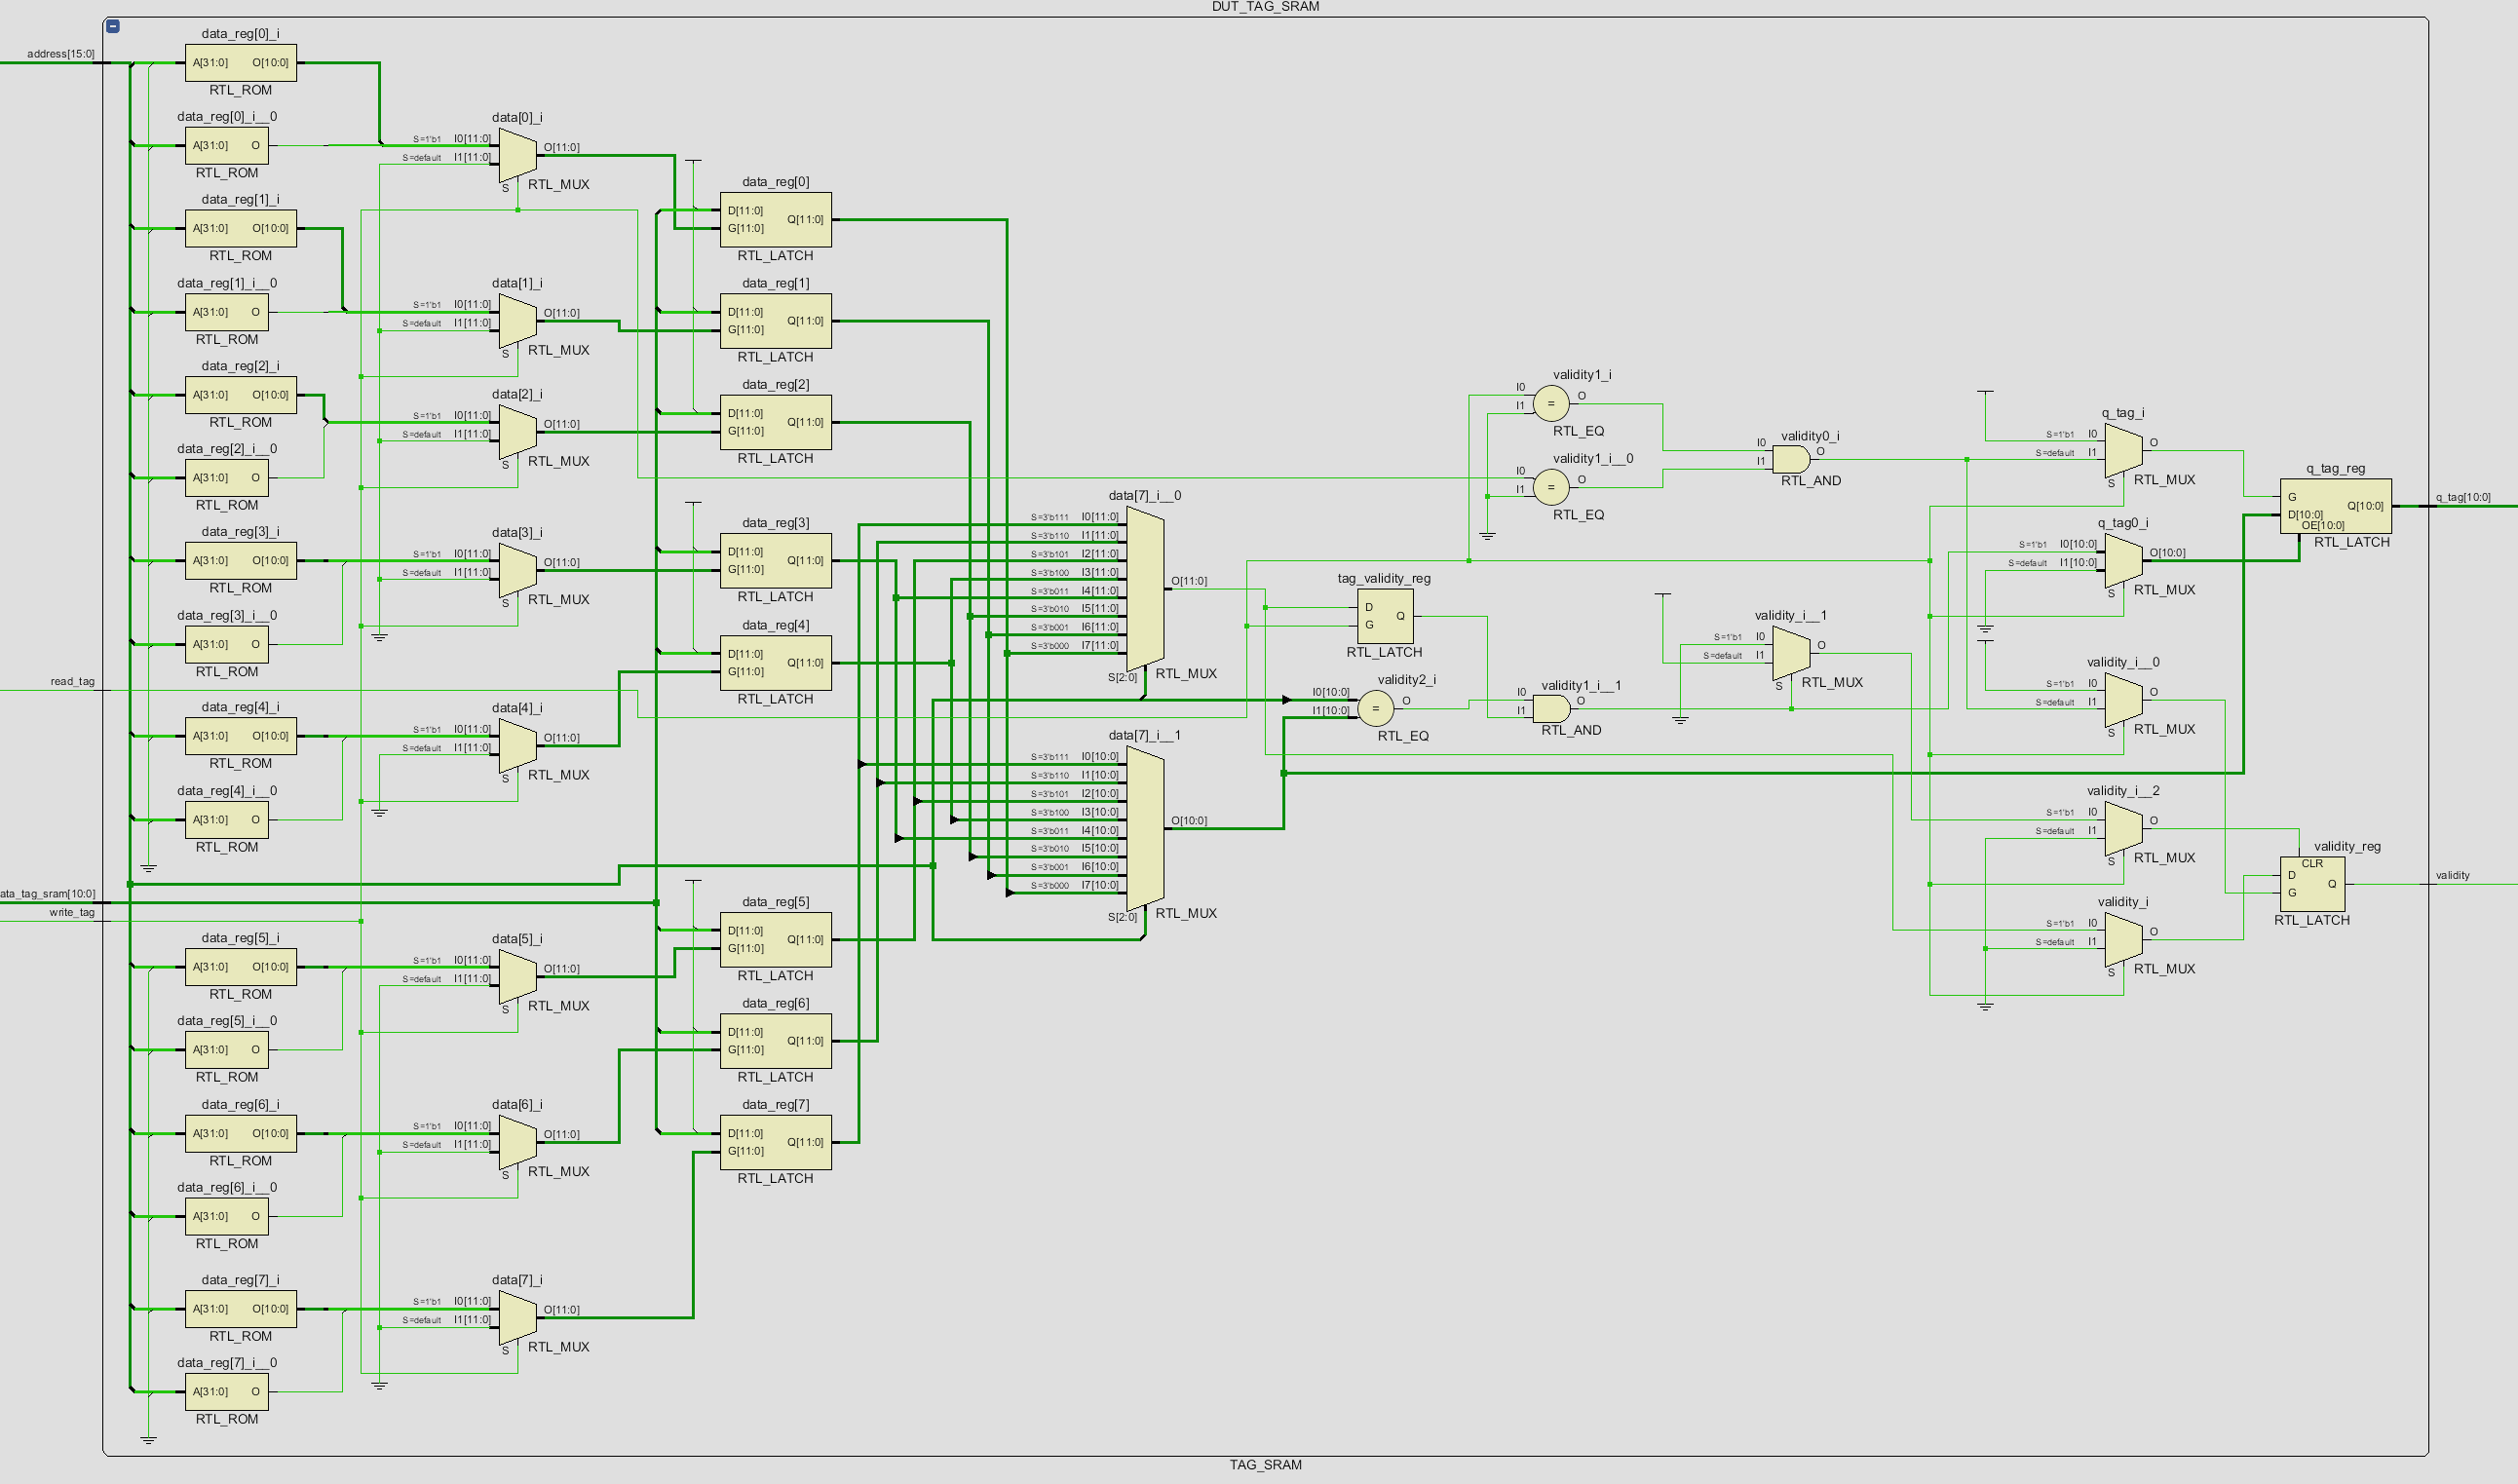 DUT_TAG_SRAM
address[15:0]
data_reg[0]_i
A[31:0] O[10:0]
RTL_ROM
data_reg[0]_i__0
A[31:0] O
RTL_ROM
data_reg[1]_i
A[31:0] O[10:0]
RTL_ROM
data_reg[1]_i__0
A[31:0] O
RTL_ROM
data_reg[2]_i
A[31:0] O[10:0]
RTL_ROM
data_reg[2]_i__0
A[31:0] O
RTL_ROM
data_reg[3]_i
A[31:0] O[10:0]
RTL_ROM
data_reg[3]_i__0
A[31:0] O
RTL_ROM
read_tag
data_reg[4]_i
A[31:0] O[10:0]
RTL_ROM
data_reg[4]_i__0
A[31:0] O
RTL_ROM
ata_tag_sram[10:0]
write_tag
data_reg[5]_i
A[31:0] O[10:0]
RTL_ROM
data_reg[5]_i__0
A[31:0] O
RTL_ROM
data_reg[6]_i
A[31:0] O[10:0]
RTL_ROM
data_reg[6]_i__0
A[31:0] O
RTL_ROM
data_reg[7]_i
A[31:0] O[10:0]
RTL_ROM
data_reg[7]_i__0
A[31:0] O
RTL_ROM
data[0]_i
S=1'b1 I0[11:0] O[11:0]
S=default I1[11:0]
S RTL_MUX
data[1]_i
S=1'b1 I0[11:0] O[11:0]
S=default I1[11:0]
S RTL_MUX
data[2]_i
S=1'b1 I0[11:0] O[11:0]
S=default I1[11:0]
S RTL_MUX
data[3]_i
S=1'b1 I0[11:0] O[11:0]
S=default I1[11:0]
S RTL_MUX
data[4]_i
S=1'b1 I0[11:0] O[11:0]
S=default I1[11:0]
S RTL_MUX
data[5]_i
S=1'b1 I0[11:0] O[11:0]
S=default I1[11:0]
S RTL_MUX
data[6]_i
S=1'b1 I0[11:0] O[11:0]
S=default I1[11:0]
S RTL_MUX
data[7]_i
S=1'b1 I0[11:0] O[11:0]
S=default I1[11:0]
S RTL_MUX
data_reg[0]
D[11:0] Q[11:0]
G[11:0]
RTL_LATCH
data_reg[1]
D[11:0] Q[11:0]
G[11:0]
RTL_LATCH
data_reg[2]
D[11:0] Q[11:0]
G[11:0]
RTL_LATCH
data_reg[3]
D[11:0] Q[11:0]
G[11:0]
RTL_LATCH
data_reg[4]
D[11:0] Q[11:0]
G[11:0]
RTL_LATCH
data_reg[5]
D[11:0] Q[11:0]
G[11:0]
RTL_LATCH
data_reg[6]
D[11:0] Q[11:0]
G[11:0]
RTL_LATCH
data_reg[7]
D[11:0] Q[11:0]
G[11:0]
RTL_LATCH
data[7]_i__0
S=3'b111 I0[11:0]
S=3'b110 I1[11:0]
S=3'b101 I2[11:0]
S=3'b100 I3[11:0] O[11:0]
S=3'b011 I4[11:0]
S=3'b010 I5[11:0]
S=3'b001 I6[11:0]
S=3'b000 I7[11:0]
S[2:0] RTL_MUX
data[7]_i__1
S=3'b111 I0[10:0]
S=3'b110 I1[10:0]
S=3'b101 I2[10:0]
S=3'b100 I3[10:0] O[10:0]
S=3'b011 I4[10:0]
S=3'b010 I5[10:0]
S=3'b001 I6[10:0]
S=3'b000 I7[10:0]
S[2:0] RTL_MUX
tag_validity_reg
D Q
G
RTL_LATCH
validity2_i
I0[10:0] O
I1[10:0] =
RTL_EQ
validity1_i
I0 O
I1 =
RTL_EQ
validity1_i__0
I0 O
I1 =
RTL_EQ
validity1_i__1
I0 O
I1
RTL_AND
validity0_i
I0 O
I1
RTL_AND
validity_i__1
S=1'b1 I0 O
S=default I1
S RTL_MUX
q_tag_i
S=1'b1 I0 O
S=default I1
S RTL_MUX
q_tag0_i
S=1'b1 I0[10:0] O[10:0]
S=default I1[10:0]
S RTL_MUX
validity_i__0
S=1'b1 I0 O
S=default I1
S RTL_MUX
validity_i__2
S=1'b1 I0 O
S=default I1
S RTL_MUX
validity_i
S=1'b1 I0 O
S=default I1
S RTL_MUX
q_tag_reg
G Q[10:0]
D[10:0]
OE[10:0]
RTL_LATCH
q_tag[10:0]
validity_reg
CLR
D Q
G
RTL_LATCH
validity
TAG_SRAM